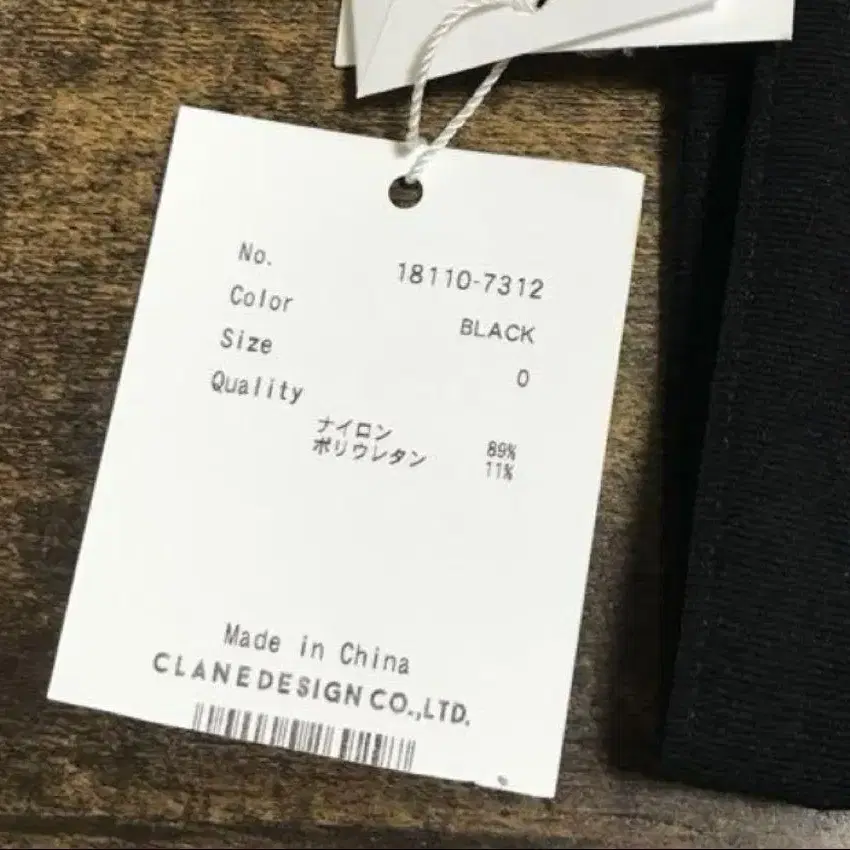 No. 18110-7312
Color BLACK
Size 0
Quality
ナイロン 89%
ポリウレタン 11%
Made in China
CLANE DESIGN CO.,LTD.